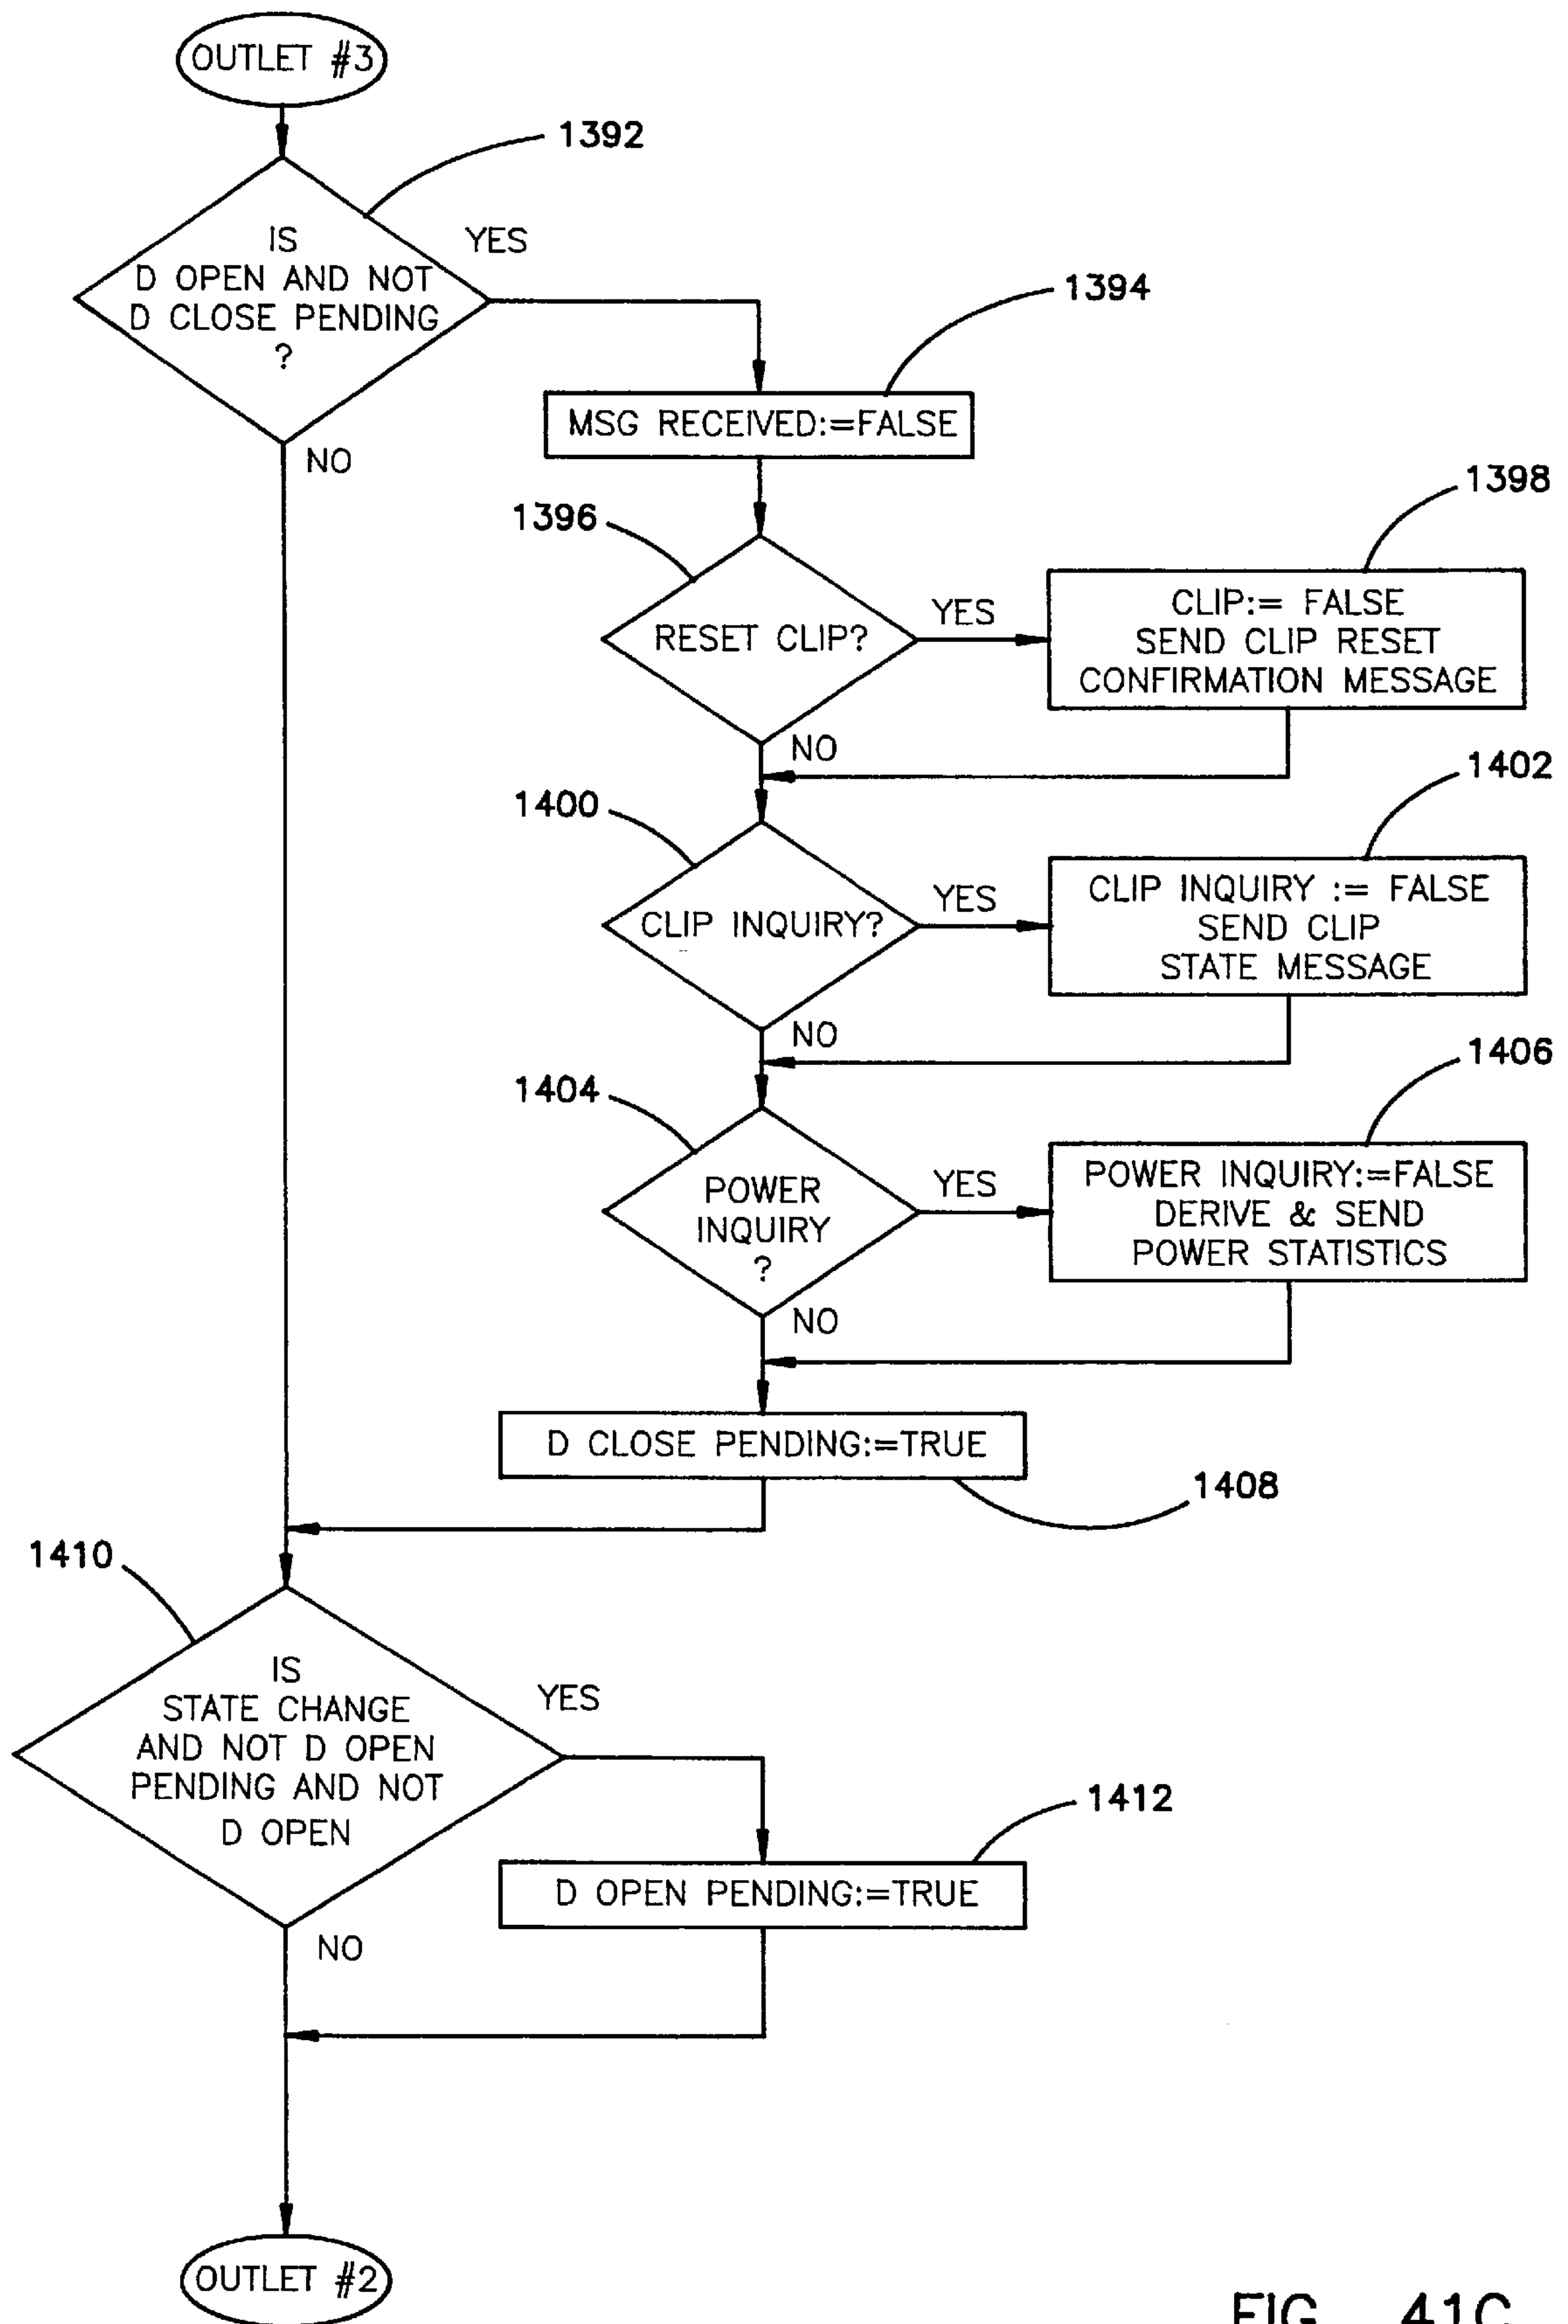 OUTLET #3
1392
IS
D OPEN AND NOT
D CLOSE PENDING
?
YES
NO
1394
MSG RECEIVED:=FALSE
1396
RESET CLIP?
YES
NO
1398
CLIP:= FALSE
SEND CLIP RESET
CONFIRMATION MESSAGE
1400
CLIP INQUIRY?
YES
NO
1402
CLIP INQUIRY := FALSE
SEND CLIP
STATE MESSAGE
1404
POWER
INQUIRY
?
YES
NO
1406
POWER INQUIRY:=FALSE
DERIVE & SEND
POWER STATISTICS
D CLOSE PENDING:=TRUE
1408
1410
IS
STATE CHANGE
AND NOT D OPEN
PENDING AND NOT
D OPEN
YES
NO
1412
D OPEN PENDING:=TRUE
OUTLET #2
FIG. 41C